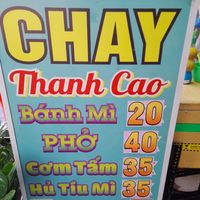 CHAY
Thanh Cao
Bánh Mì 20
PHỞ 40
Cơm Tấm 35
Hủ Tíu Mì 35